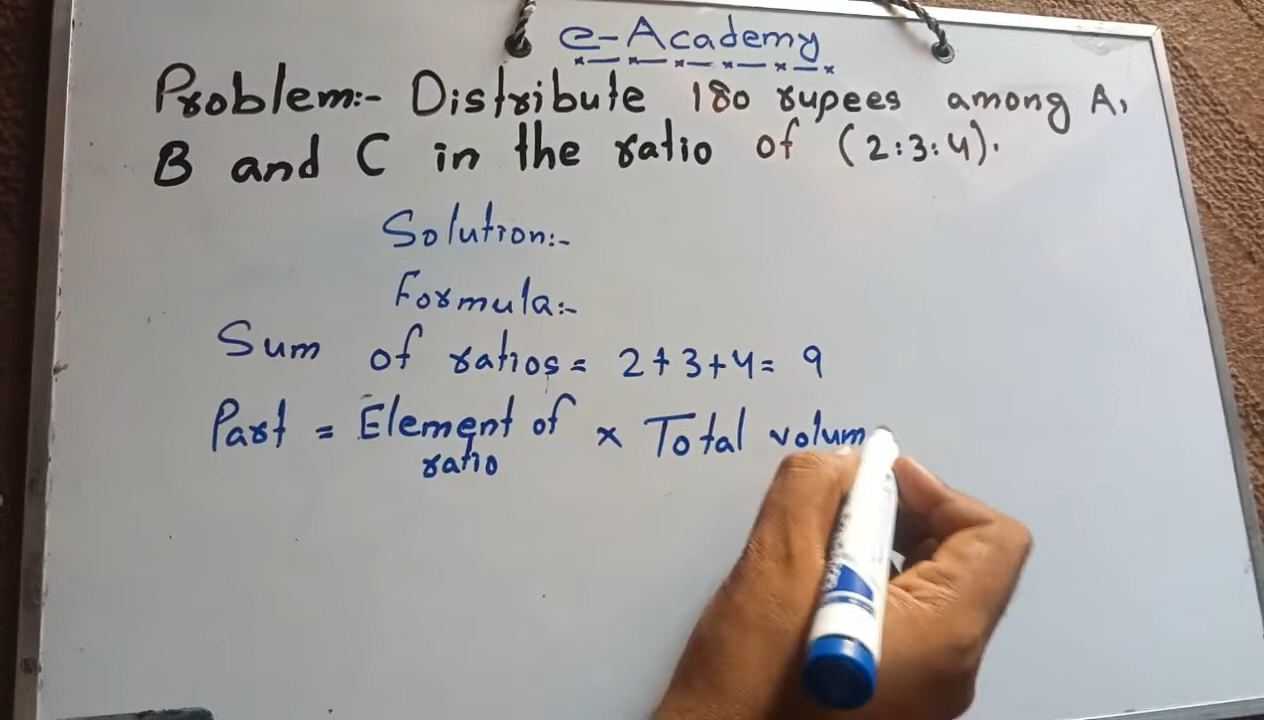 e-Academy
Problem:- Distribute 180 rupees among A,
B and C in the ratio of (2:3:4).
Solution:-
Formula:-
Sum of ratios = 2+3+4= 9
Part = Element of × Total volum
ratio